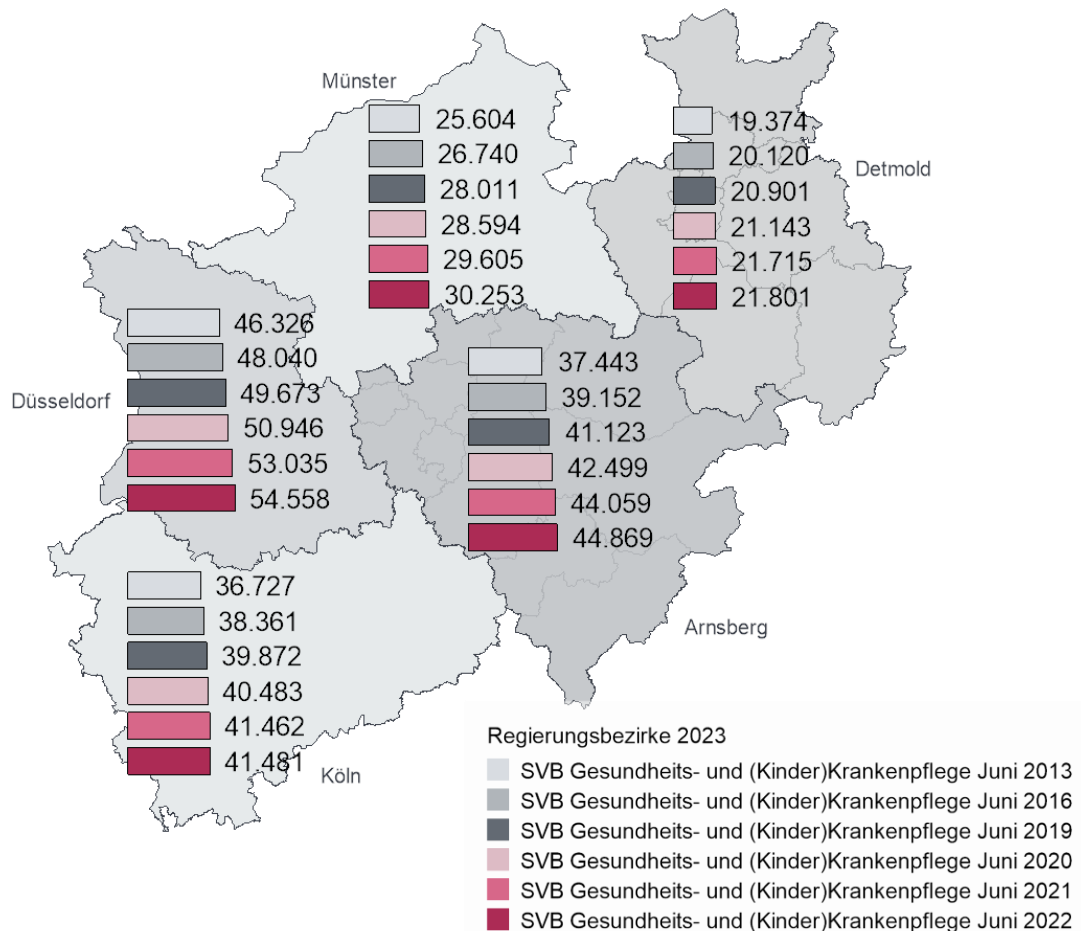 Münster
25.604
26.740
28.011
28.594
29.605
30.253
19.374
20.120
20.901
21.143
21.715
21.801
Detmold
46.326
48.040
49.673
50.946
53.035
54.558
Düsseldorf
37.443
39.152
41.123
42.499
44.059
44.869
Arnsberg
36.727
38.361
39.872
40.483
41.462
41.481
Köln
Regierungsbezirke 2023
SVB Gesundheits- und (Kinder)Krankenpflege Juni 2013
SVB Gesundheits- und (Kinder)Krankenpflege Juni 2016
SVB Gesundheits- und (Kinder)Krankenpflege Juni 2019
SVB Gesundheits- und (Kinder)Krankenpflege Juni 2020
SVB Gesundheits- und (Kinder)Krankenpflege Juni 2021
SVB Gesundheits- und (Kinder)Krankenpflege Juni 2022